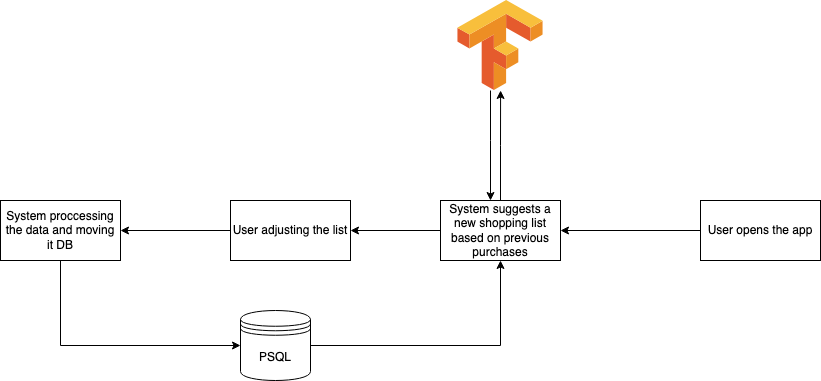 System proccessing
the data and moving
it DB
User adjusting the list
System suggests a
new shopping list
based on previous
purchases
User opens the app
PSQL